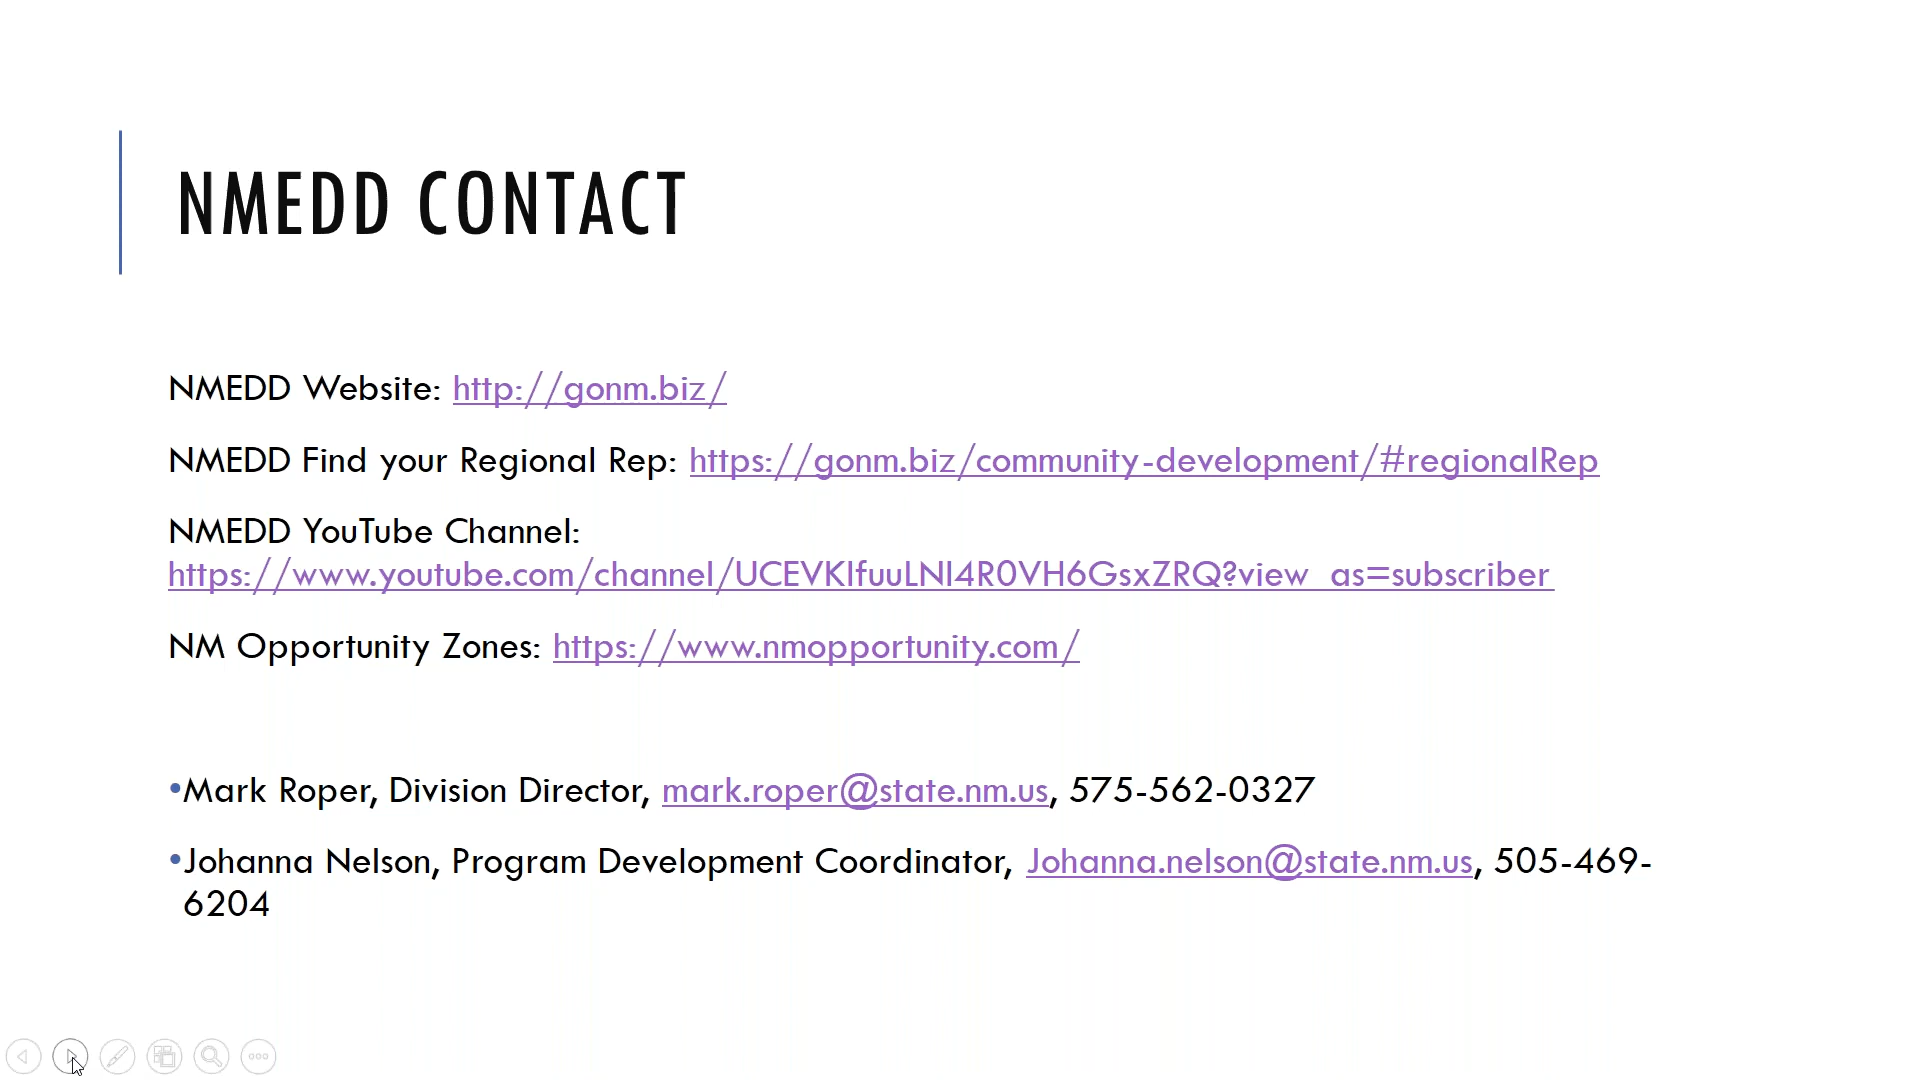 NMEDD CONTACT
NMEDD Website: http://gonm.biz/
NMEDD Find your Regional Rep: https://gonm.biz/community-development/#regionalRep
NMEDD YouTube Channel:
https://www.youtube.com/channel/UCEVKIfuuLNI4R0VH6GsxZRQ?view_as=subscriber
NM Opportunity Zones: https://www.nmopportunity.com/
•Mark Roper, Division Director, mark.roper@state.nm.us, 575-562-0327
•Johanna Nelson, Program Development Coordinator, Johanna.nelson@state.nm.us, 505-469-
6204